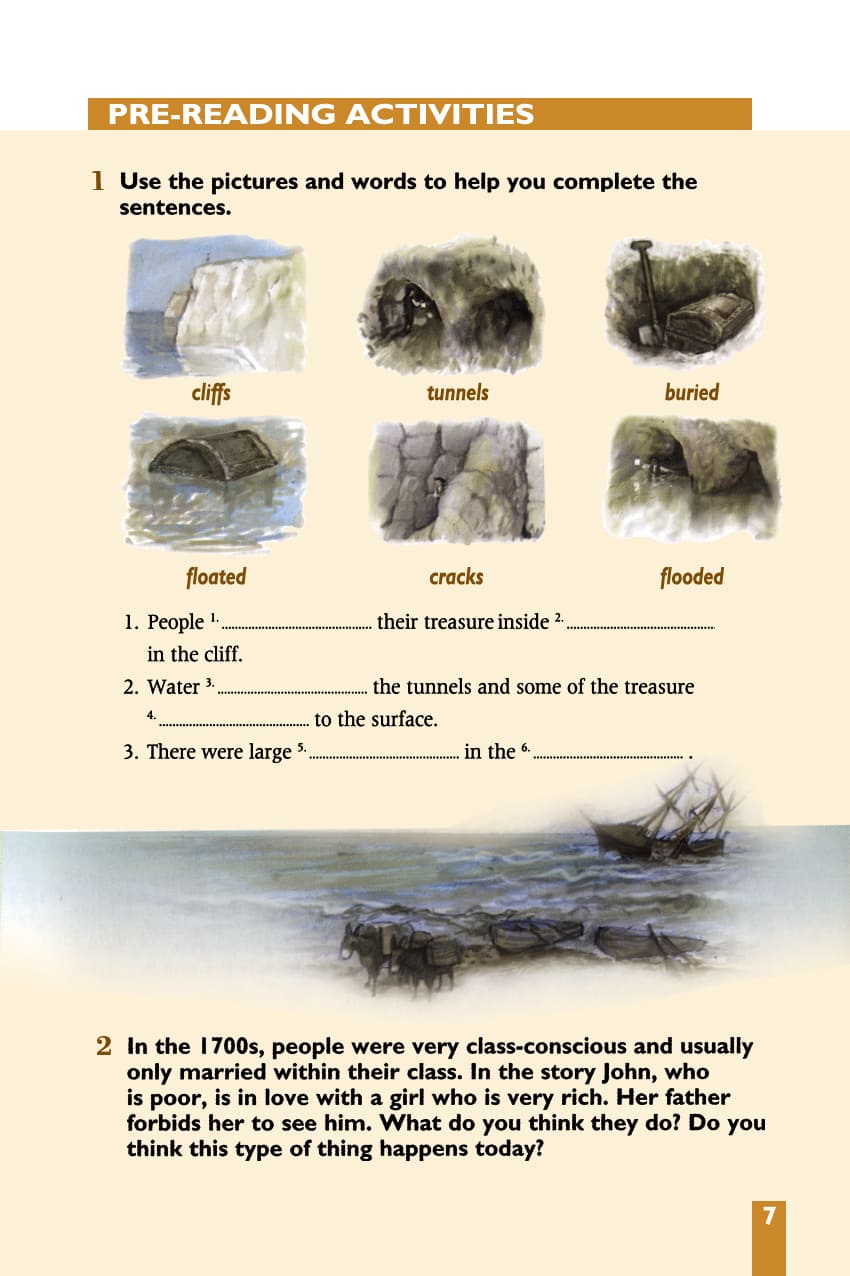 PRE-READING ACTIVITIES
1 Use the pictures and words to help you complete the
sentences.
cliffs tunnels buried
floated cracks flooded
1. People 1. .............................................. their treasure inside 2. ..............................................
in the cliff.
2. Water 3. .............................................. the tunnels and some of the treasure
4. .............................................. to the surface.
3. There were large 5. .............................................. in the 6. .............................................. .
2 In the 1700s, people were very class-conscious and usually
only married within their class. In the story John, who
is poor, is in love with a girl who is very rich. Her father
forbids her to see him. What do you think they do? Do you
think this type of thing happens today?
7